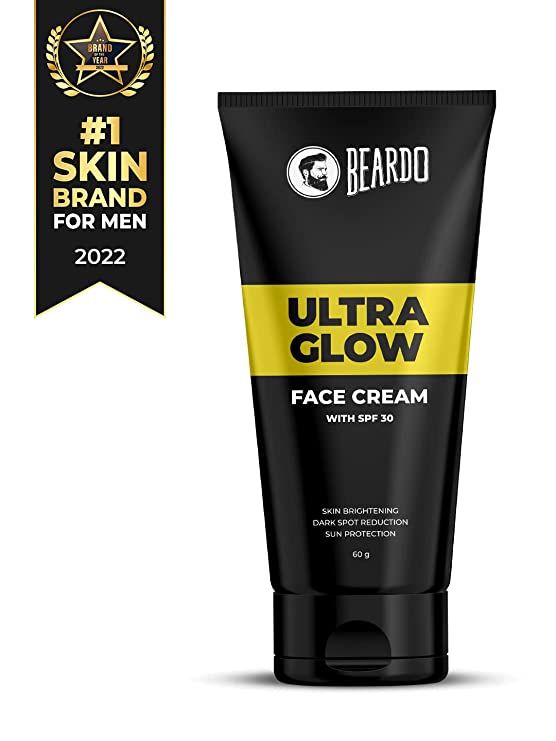 BRAND
OF THE
YEAR
2022
#1
SKIN
BRAND
FOR MEN
2022
BEARDO
ULTRA
GLOW
FACE CREAM
WITH SPF 30
SKIN BRIGHTENING
DARK SPOT REDUCTION
SUN PROTECTION
60 g